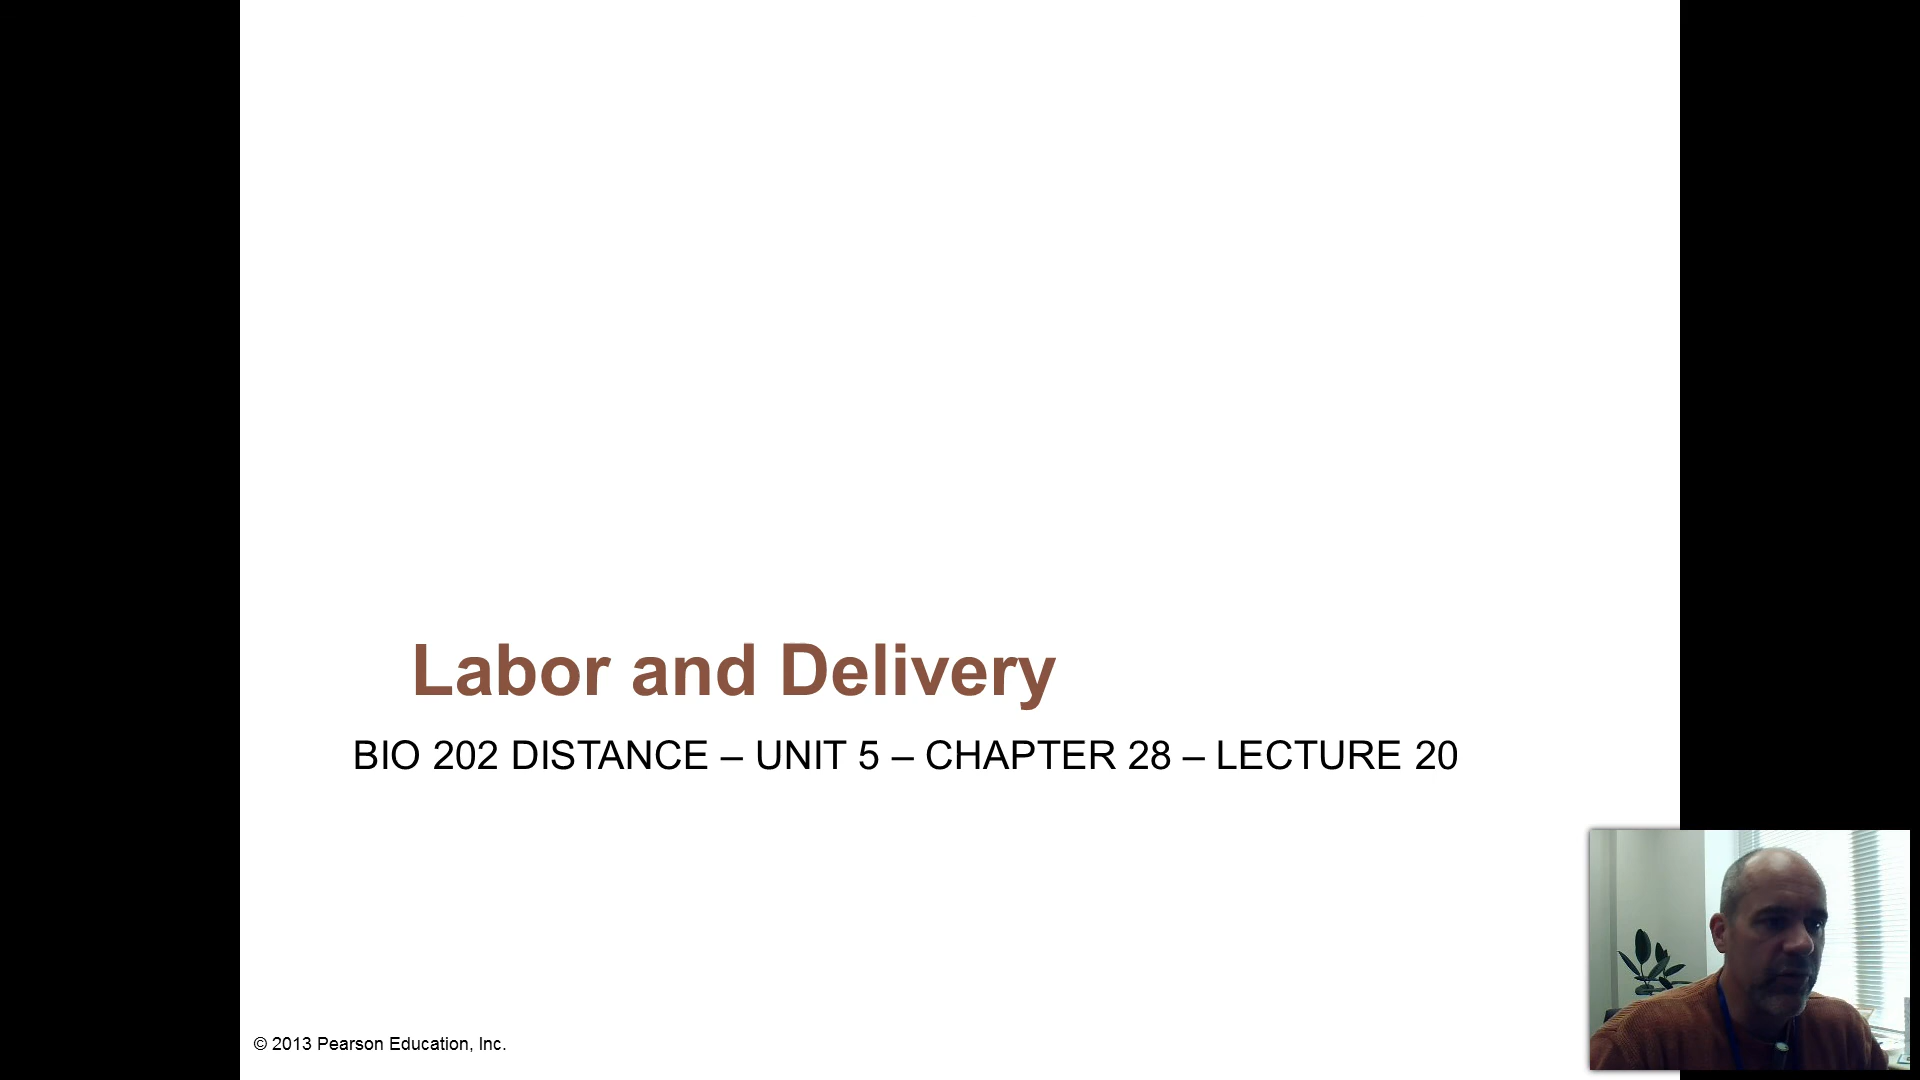 Labor and Delivery
BIO 202 DISTANCE – UNIT 5 – CHAPTER 28 – LECTURE 20
© 2013 Pearson Education, Inc.